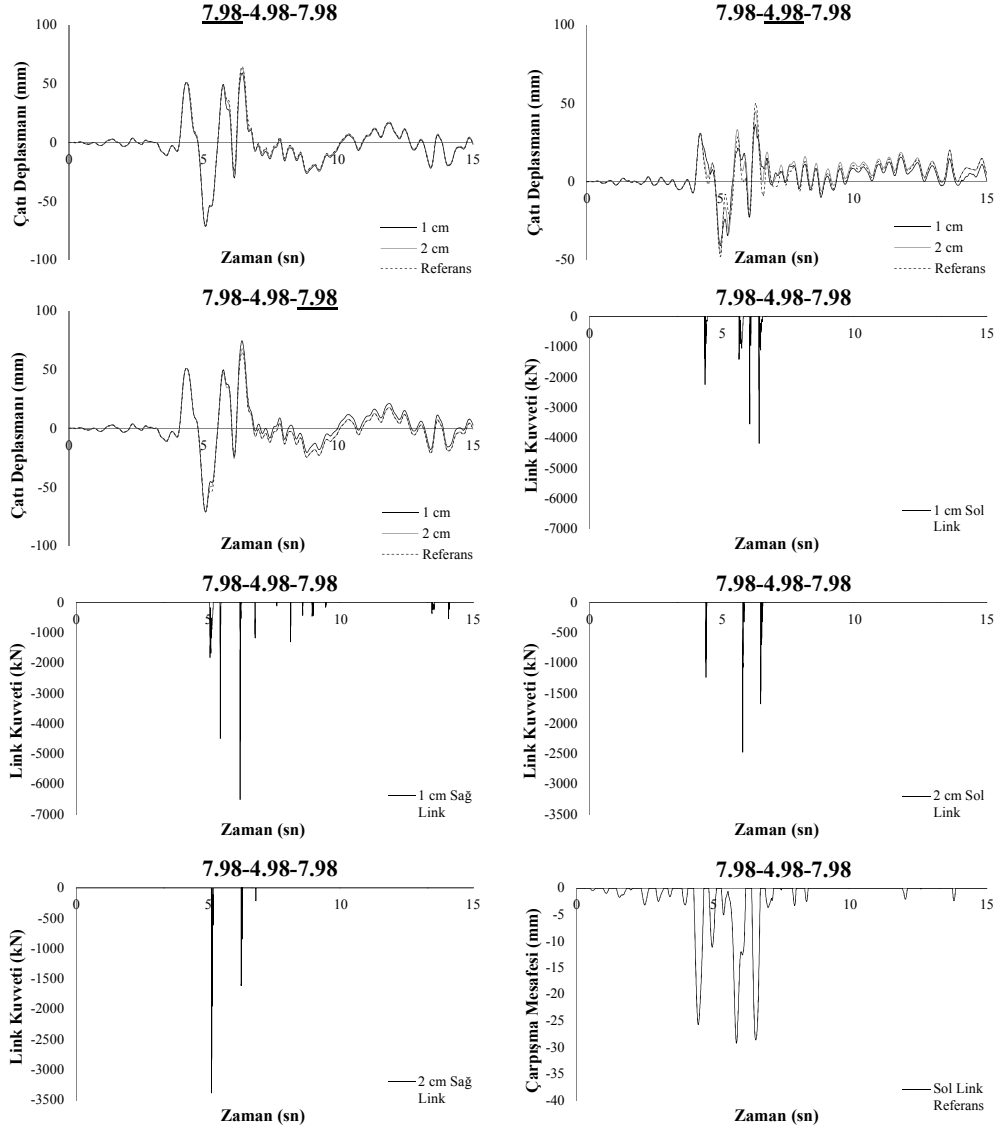 7.98-4.98-7.98
Çatı Deplasmanı (mm)
100
50
0
-50
-100
0
5
10
15
Zaman (sn)
1 cm
2 cm
Referans
7.98-4.98-7.98
Çatı Deplasmanı (mm)
100
50
0
-50
0
5
10
15
Zaman (sn)
1 cm
2 cm
Referans
7.98-4.98-7.98
Çatı Deplasmanı (mm)
100
50
0
-50
-100
0
5
10
15
Zaman (sn)
1 cm
2 cm
Referans
7.98-4.98-7.98
Link Kuvveti (kN)
0
-1000
-2000
-3000
-4000
-5000
-6000
-7000
0
5
10
15
Zaman (sn)
1 cm Sol
Link
7.98-4.98-7.98
Link Kuvveti (kN)
0
-1000
-2000
-3000
-4000
-5000
-6000
-7000
0
5
10
15
Zaman (sn)
1 cm Sağ
Link
7.98-4.98-7.98
Link Kuvveti (kN)
0
-500
-1000
-1500
-2000
-2500
-3000
-3500
0
5
10
15
Zaman (sn)
2 cm Sol
Link
7.98-4.98-7.98
Link Kuvveti (kN)
0
-500
-1000
-1500
-2000
-2500
-3000
-3500
0
5
10
15
Zaman (sn)
2 cm Sağ
Link
7.98-4.98-7.98
Çarpışma Mesafesi (mm)
0
-5
-10
-15
-20
-25
-30
-35
-40
0
5
10
15
Zaman (sn)
Sol Link
Referans